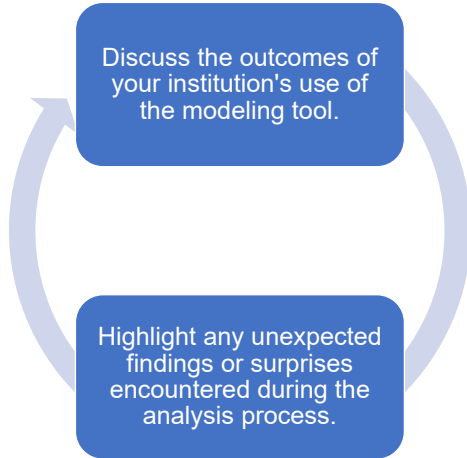 Discuss the outcomes of
your institution's use of
the modeling tool.
Highlight any unexpected
findings or surprises
encountered during the
analysis process.